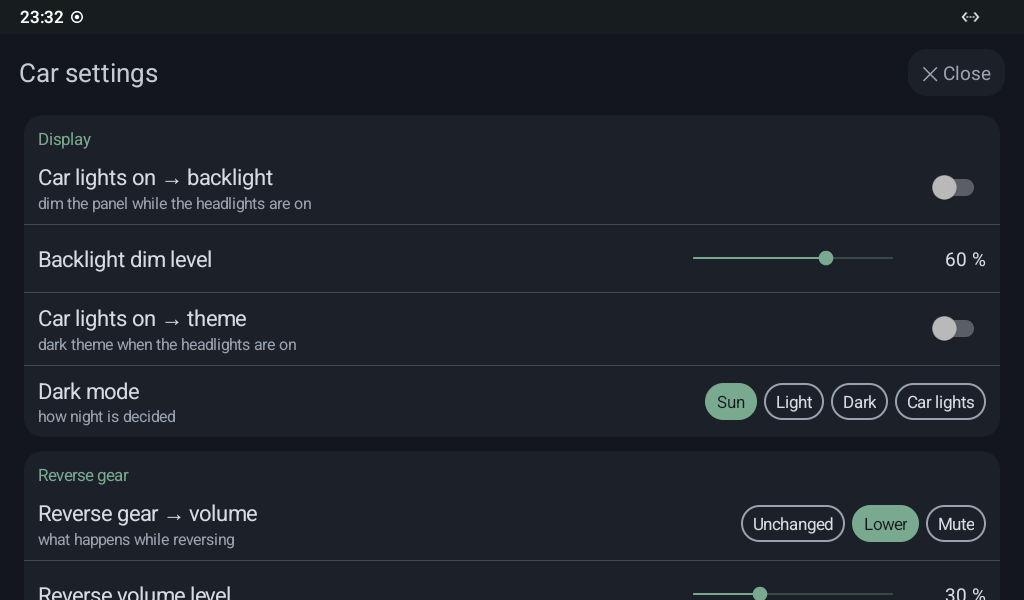 23:32
Car settings
Close
Display
Car lights on → backlight
dim the panel while the headlights are on
Backlight dim level
60 %
Car lights on → theme
dark theme when the headlights are on
Dark mode
how night is decided
Sun
Light
Dark
Car lights
Reverse gear
Reverse gear → volume
what happens while reversing
Unchanged
Lower
Mute
Reverse volume level
30 %